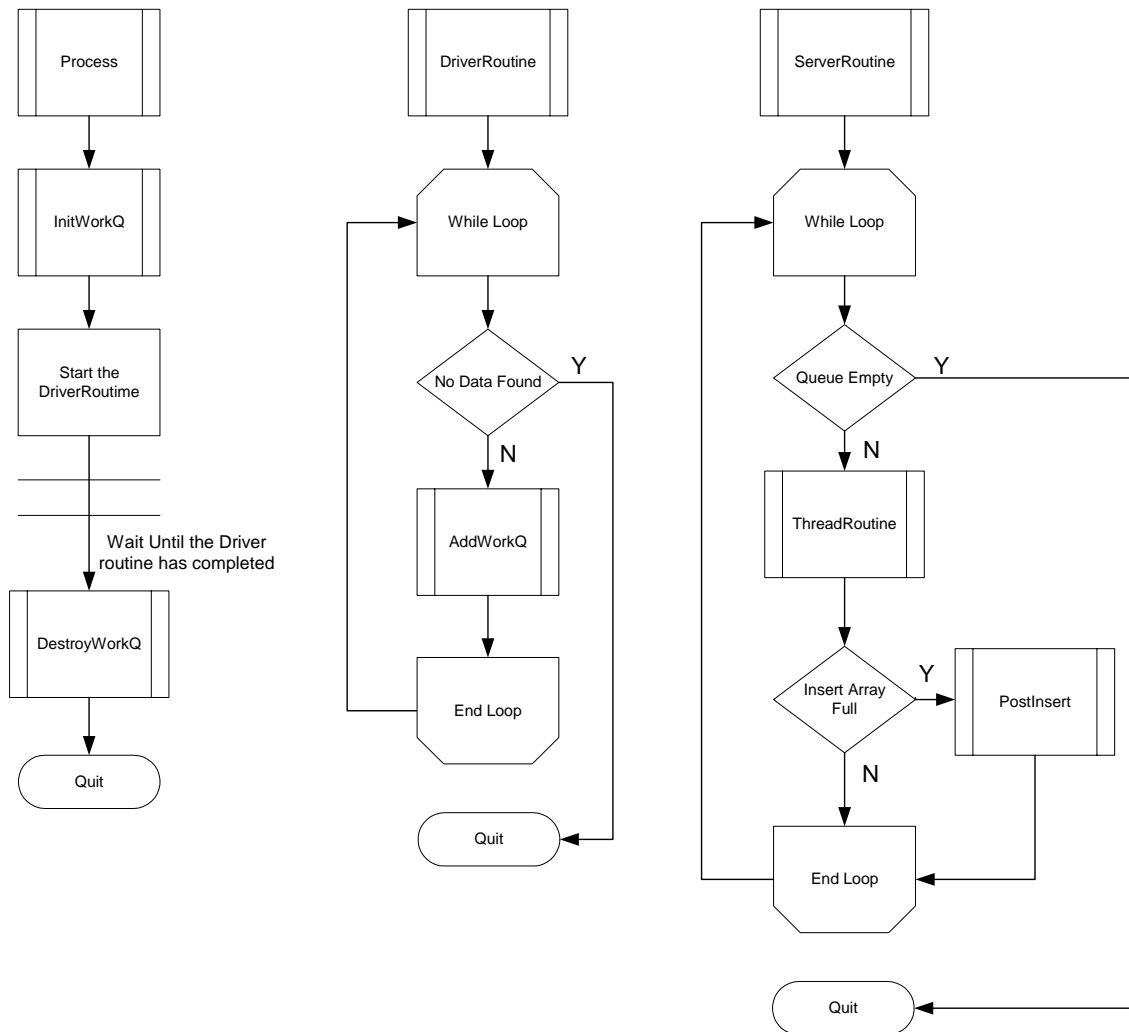 Process
InitWorkQ
Start the
DriverRoutime
Wait Until the Driver
routine has completed
DestroyWorkQ
Quit
DriverRoutine
While Loop
No Data Found
Y
N
AddWorkQ
End Loop
Quit
ServerRoutine
While Loop
Queue Empty
Y
N
ThreadRoutine
Insert Array
Full
Y
PostInsert
N
End Loop
Quit